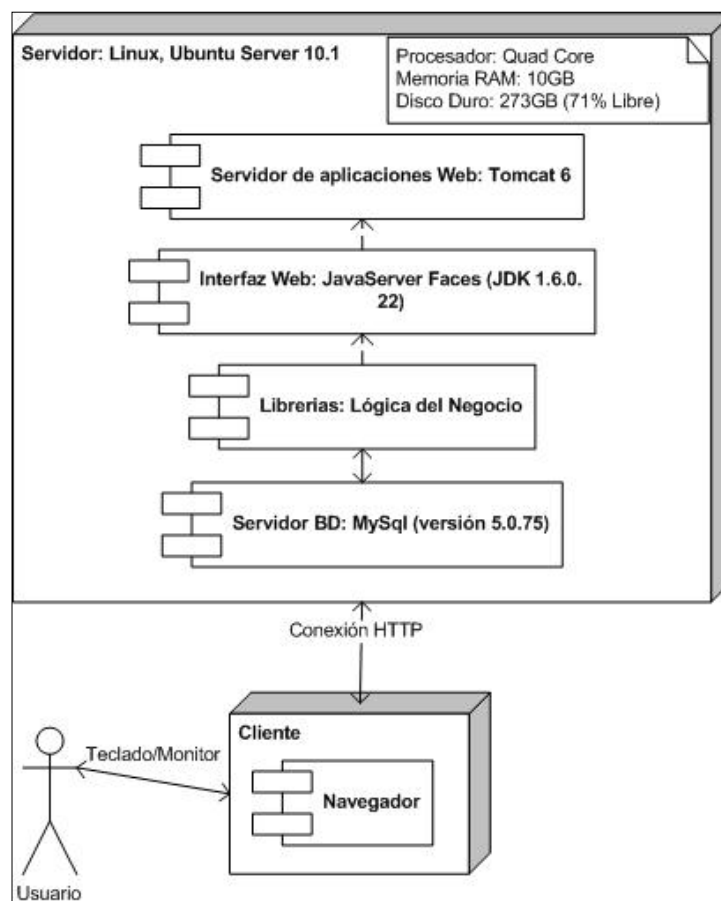 Servidor: Linux, Ubuntu Server 10.1
Procesador: Quad Core
Memoria RAM: 10GB
Disco Duro: 273GB (71% Libre)
Servidor de aplicaciones Web: Tomcat 6
Interfaz Web: JavaServer Faces (JDK 1.6.0.
22)
Librerias: Lógica del Negocio
Servidor BD: MySql (versión 5.0.75)
Conexión HTTP
Cliente
Teclado/Monitor
Navegador
Usuario